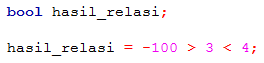 bool hasil_relasi;
hasil_relasi = -100 > 3 < 4;